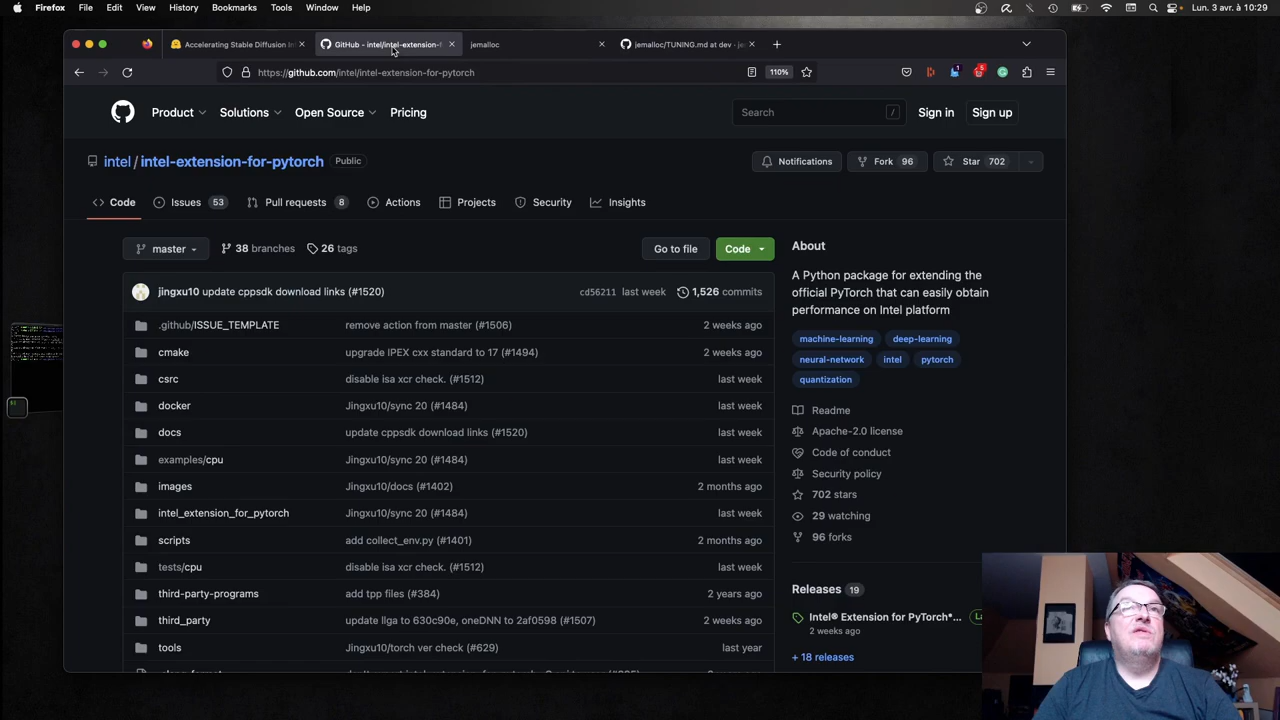 Firefox File Edit View History Bookmarks Tools Window Help
Lun. 3 avr. à 10:29
Accelerating Stable Diffusion In
GitHub - intel/intel-extension-f
jemalloc
jemalloc/TUNING.md at dev · je
https://github.com/intel/intel-extension-for-pytorch
110%
1
5
Product Solutions Open Source Pricing
Search /
Sign in Sign up
intel / intel-extension-for-pytorch Public
Notifications Fork 96 Star 702
Code Issues 53 Pull requests 8 Actions Projects Security Insights
master 38 branches 26 tags Go to file Code
jingxu10 update cppsdk download links (#1520) cd56211 last week 1,526 commits
.github/ISSUE_TEMPLATE remove action from master (#1506) 2 weeks ago
cmake upgrade IPEX cxx standard to 17 (#1494) 2 weeks ago
csrc disable isa xcr check. (#1512) last week
docker Jingxu10/sync 20 (#1484) last week
docs update cppsdk download links (#1520) last week
examples/cpu Jingxu10/sync 20 (#1484) last week
images Jingxu10/docs (#1402) 2 months ago
intel_extension_for_pytorch Jingxu10/sync 20 (#1484) last week
scripts add collect_env.py (#1401) 2 months ago
tests/cpu disable isa xcr check. (#1512) last week
third-party-programs add tpp files (#384) 2 years ago
third_party update llga to 630c90e, oneDNN to 2af0598 (#1507) 2 weeks ago
tools Jingxu10/torch ver check (#629) last year
About
A Python package for extending the
official PyTorch that can easily obtain
performance on Intel platform
machine-learning deep-learning
neural-network intel pytorch
quantization
Readme
Apache-2.0 license
Code of conduct
Security policy
702 stars
29 watching
96 forks
Releases 19
Intel® Extension for PyTorch*... La
2 weeks ago
+ 18 releases